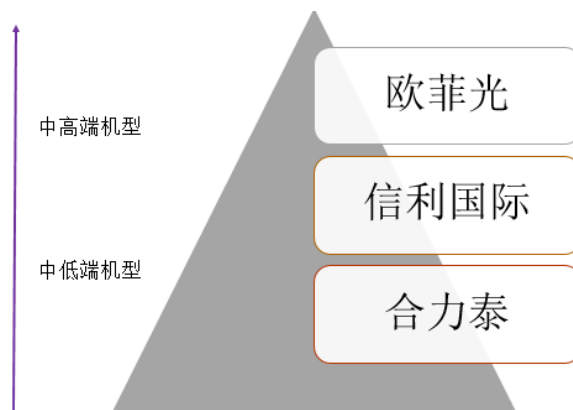 欧菲光
中高端机型
信利国际
中低端机型
合力泰